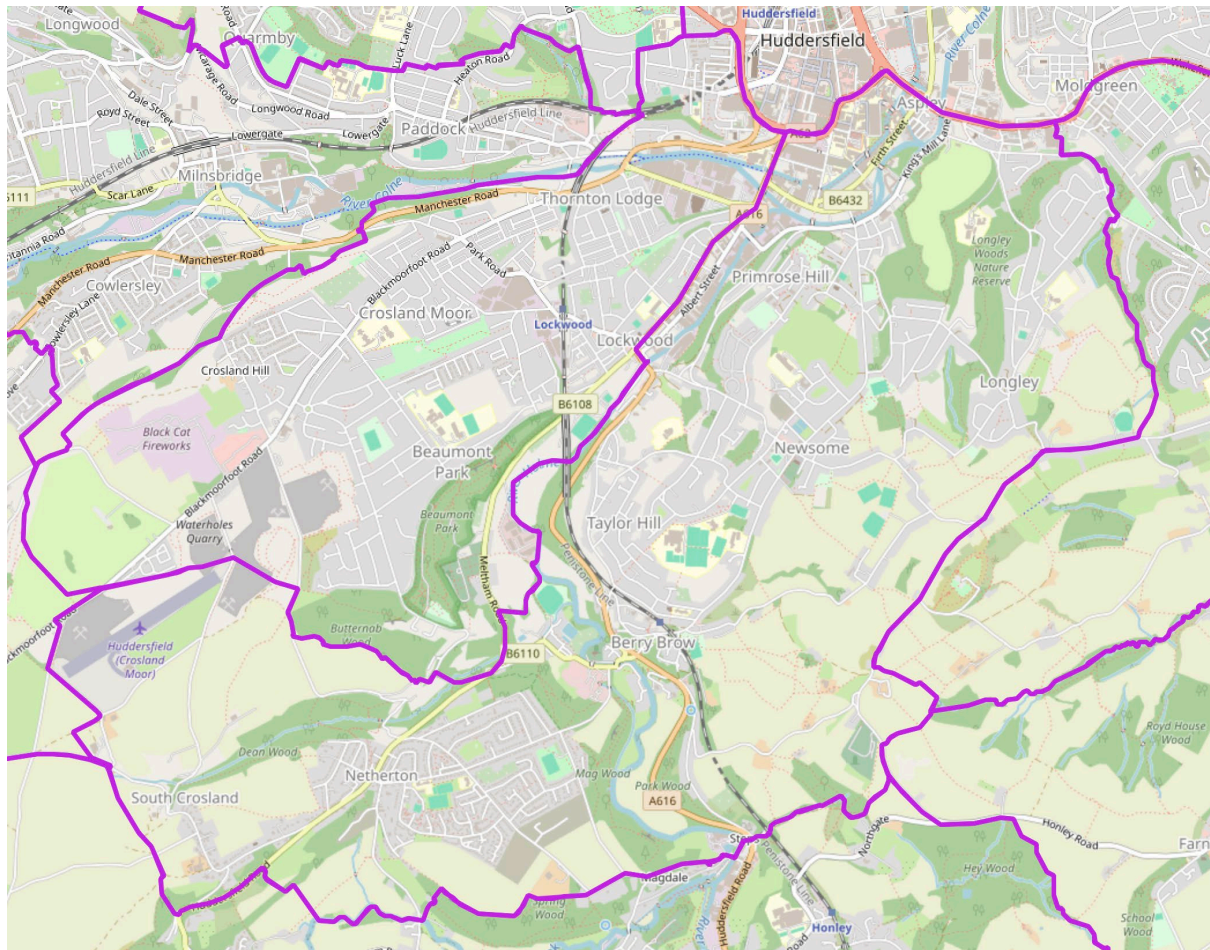 Longwood
Quarmby
Luck Lane
Heaton Road
Huddersfield
Huddersfield
River Colne
Moldgreen
Aspley
Dale Street
Longwood Road
Royd Street
Lowergate
Lowergate
Paddock
Huddersfield Line
A62
Firth Street
King's Mill Lane
Huddersfield Line
Milnsbridge
Scar Lane
River Colne
Manchester Road
Thornton Lodge
B6432
A616
Manchester Road
Manchester Road
Cowlersley
Blackmoorfoot Road
Park Road
Primrose Hill
Longley
Woods
Nature
Reserve
Albert Street
Crosland Moor
Lockwood
Lockwood
Crosland Hill
Longley
B6108
Black Cat
Fireworks
Beaumont
Park
Newsome
Blackmoorfoot Road
Waterholes
Quarry
Beaumont
Park
Taylor Hill
Penistone Line
Meltham Road
Huddersfield
(Crosland
Moor)
Butternab
Wood
B6110
Berry Brow
Royd House
Wood
Dean Wood
Netherton
Mag Wood
Park Wood
South Crosland
A616
Northgate
Honley Road
Penistone Line
Magdale
Spring
Wood
Huddersfield Road
Hey Wood
School
Wood
Honley